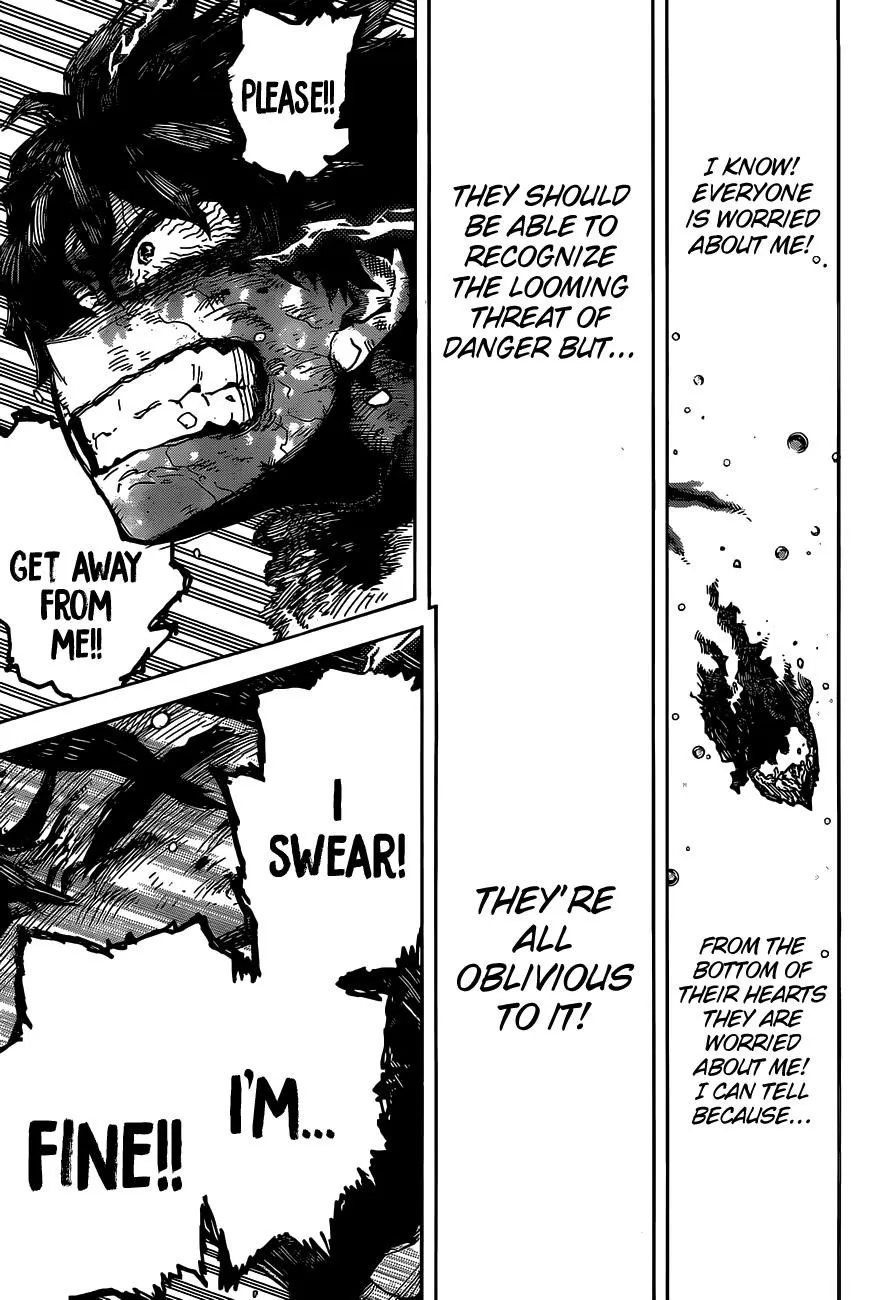 I KNOW!
EVERYONE
IS WORRIED
ABOUT ME!
FROM THE
BOTTOM OF
THEIR HEARTS
THEY ARE
WORRIED
ABOUT ME!
I CAN TELL
BECAUSE...
THEY SHOULD
BE ABLE TO
RECOGNIZE
THE LOOMING
THREAT OF
DANGER BUT...
THEY'RE
ALL
OBLIVIOUS
TO IT!
PLEASE!!
GET AWAY
FROM
ME!!
I
SWEAR!
I'M...
FINE!!